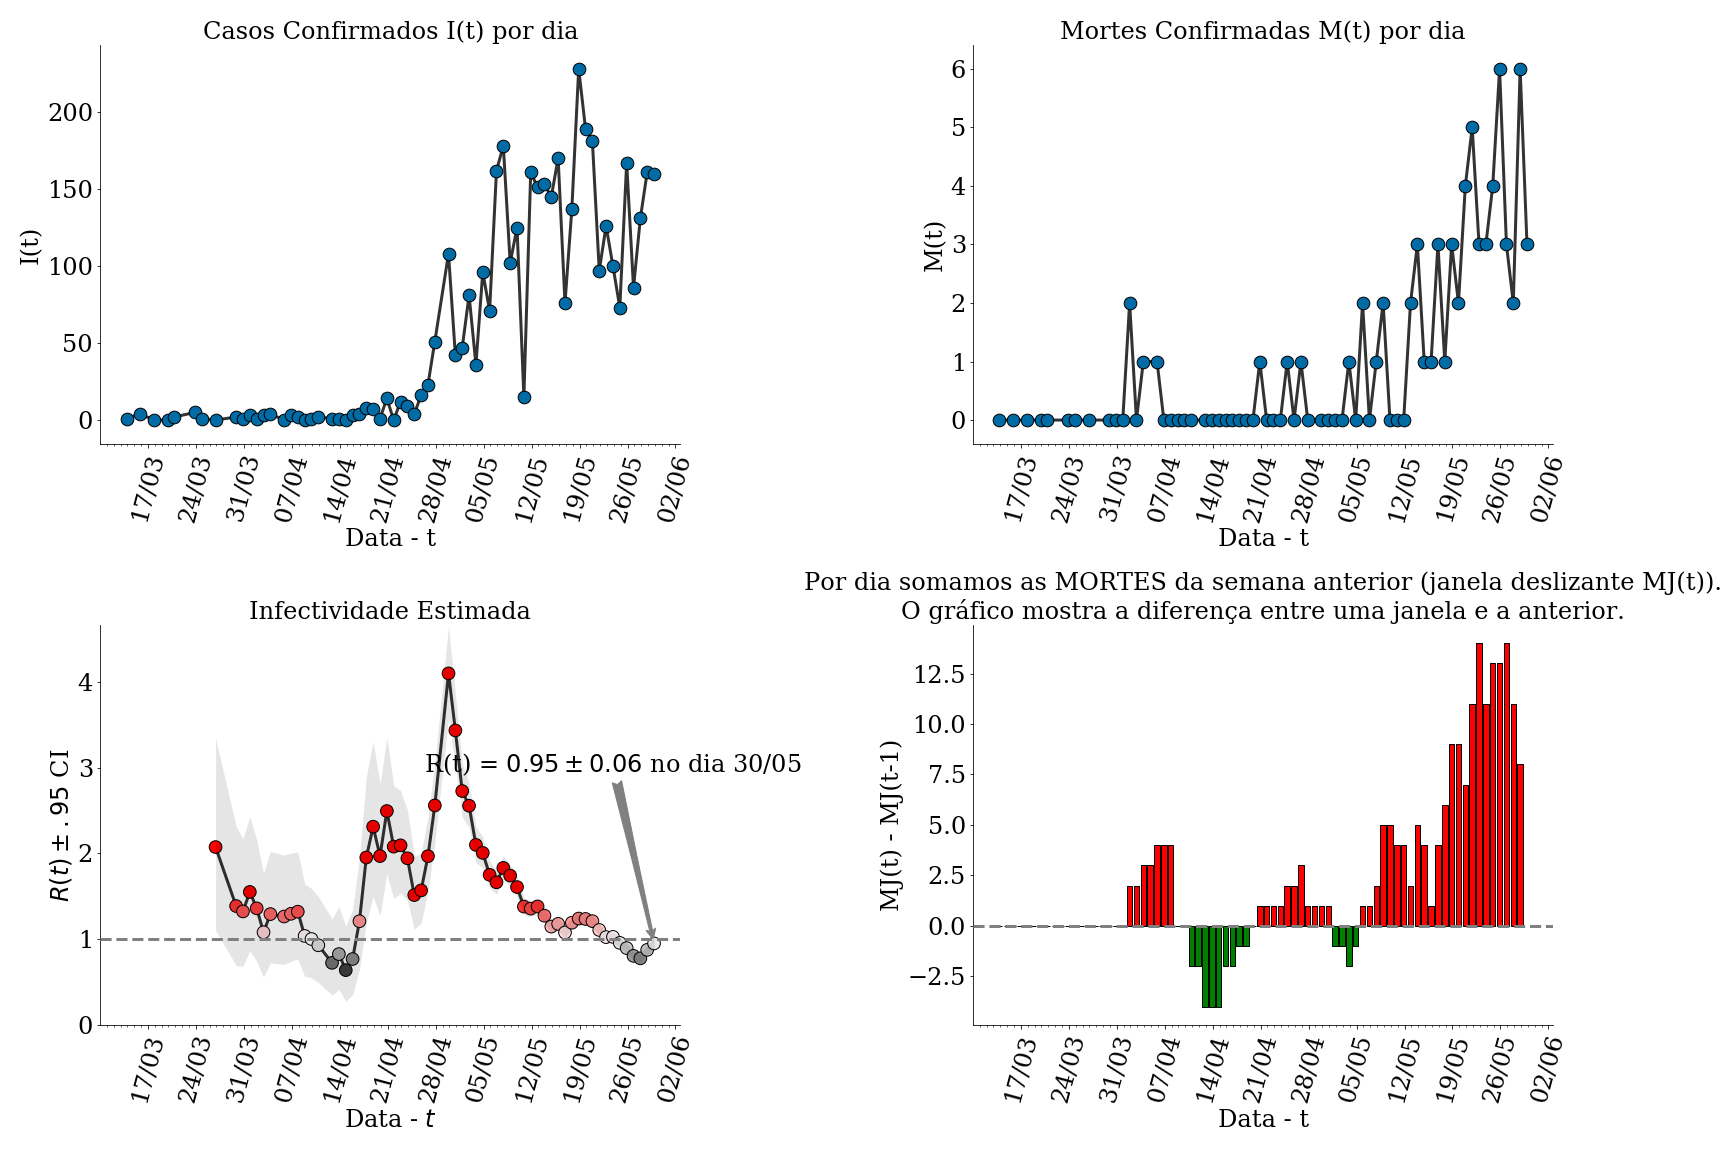 Casos Confirmados I(t) por dia
I(t)
200
150
100
50
0
17/03 24/03 31/03 07/04 14/04 21/04 28/04 05/05 12/05 19/05 26/05 02/06
Data - t
Mortes Confirmadas M(t) por dia
M(t)
6
5
4
3
2
1
0
17/03 24/03 31/03 07/04 14/04 21/04 28/04 05/05 12/05 19/05 26/05 02/06
Data - t
Infectividade Estimada
R(t) ± .95 CI
4
3
2
1
0
R(t) = 0.95 ± 0.06 no dia 30/05
17/03 24/03 31/03 07/04 14/04 21/04 28/04 05/05 12/05 19/05 26/05 02/06
Data - t
Por dia somamos as MORTES da semana anterior (janela deslizante MJ(t)).
O gráfico mostra a diferença entre uma janela e a anterior.
MJ(t) - MJ(t-1)
12.5
10.0
7.5
5.0
2.5
0.0
−2.5
17/03 24/03 31/03 07/04 14/04 21/04 28/04 05/05 12/05 19/05 26/05 02/06
Data - t